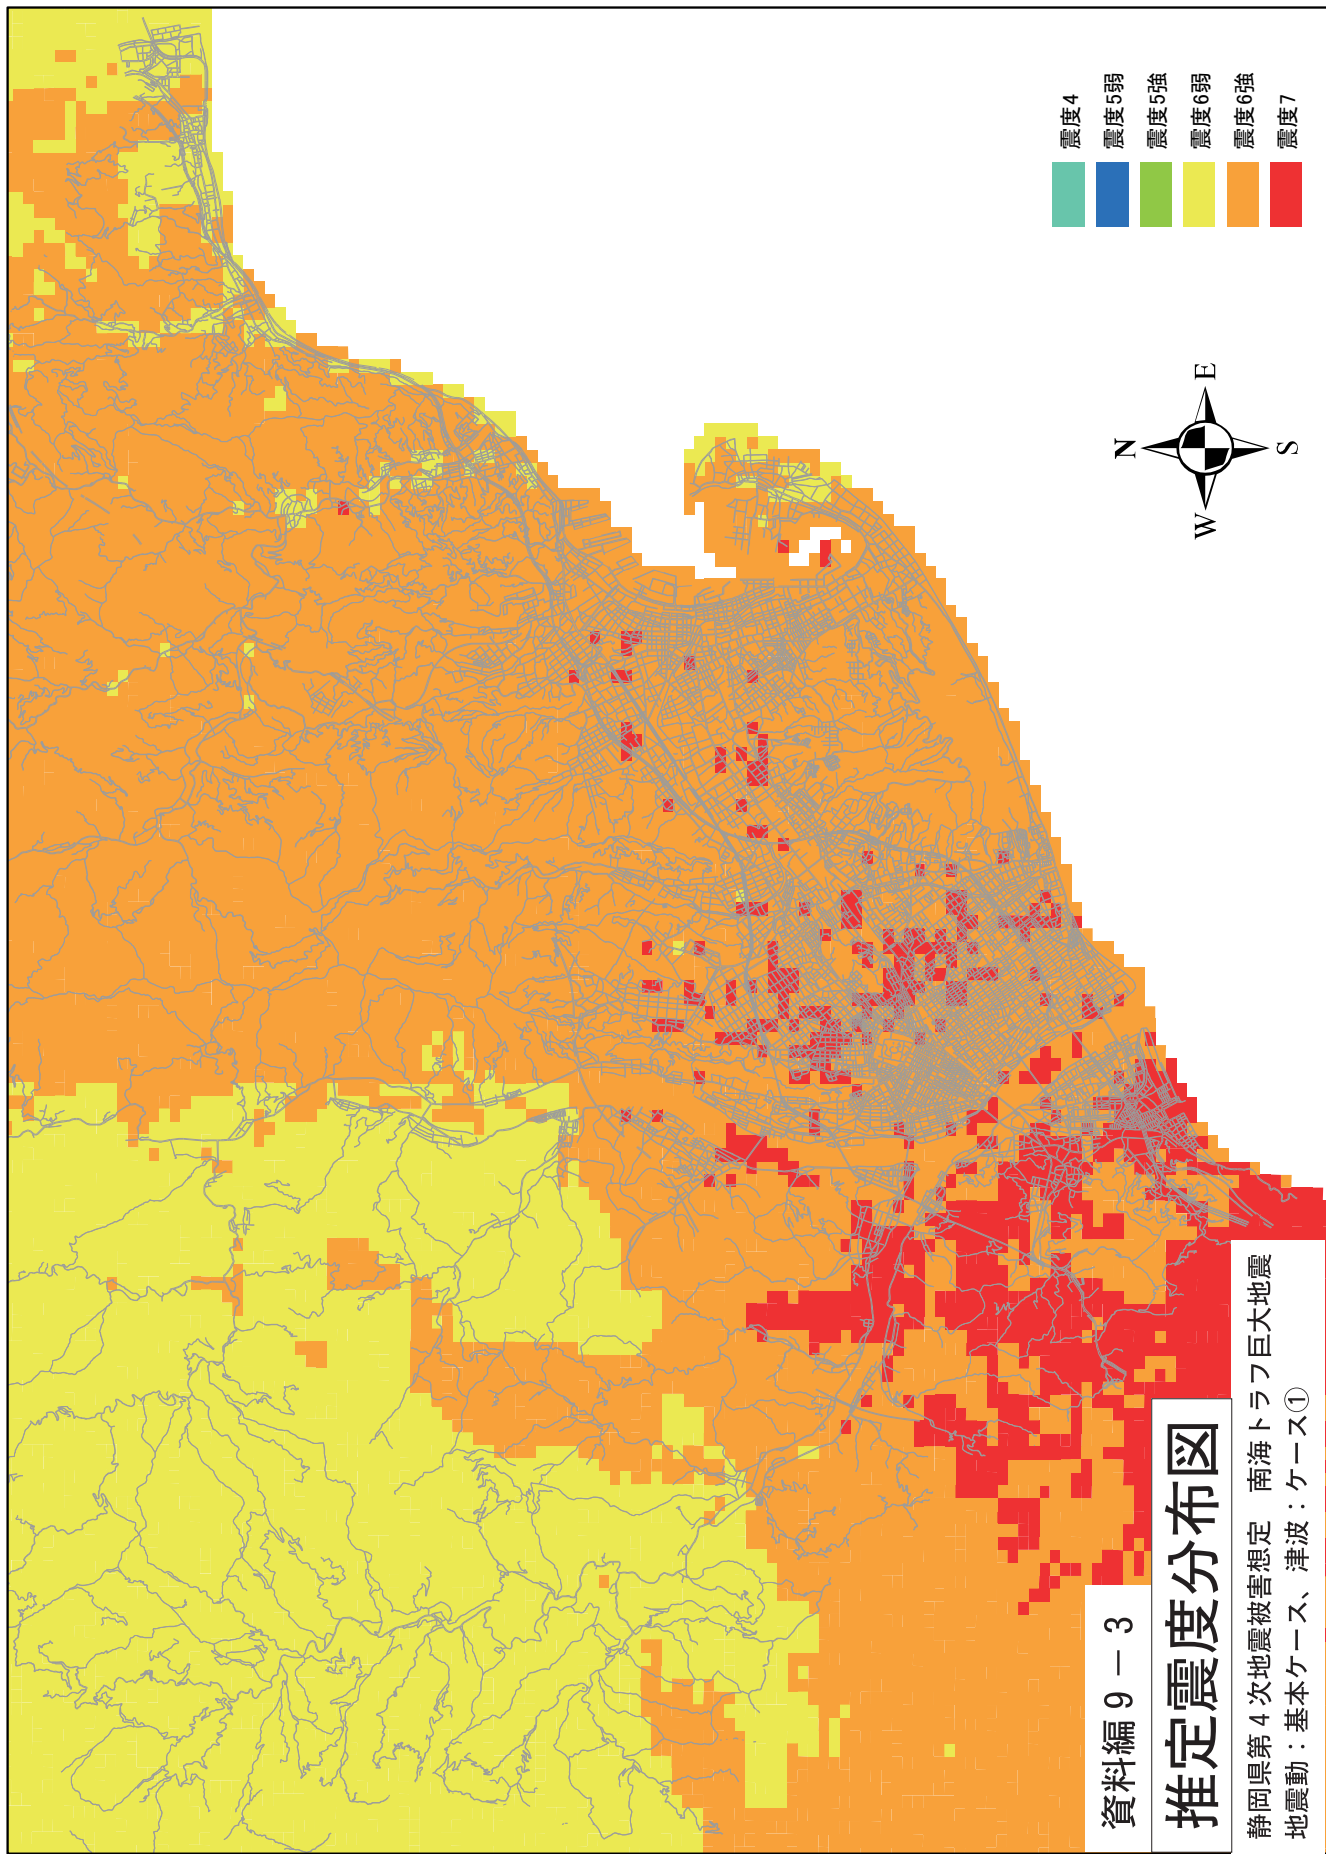 資料編９－３
推定震度分布図
静岡県第４次地震被害想定　南海トラフ巨大地震
地震動：基本ケース、津波：ケース①
N
W
E
S
震度4
震度5弱
震度5強
震度6弱
震度6強
震度7